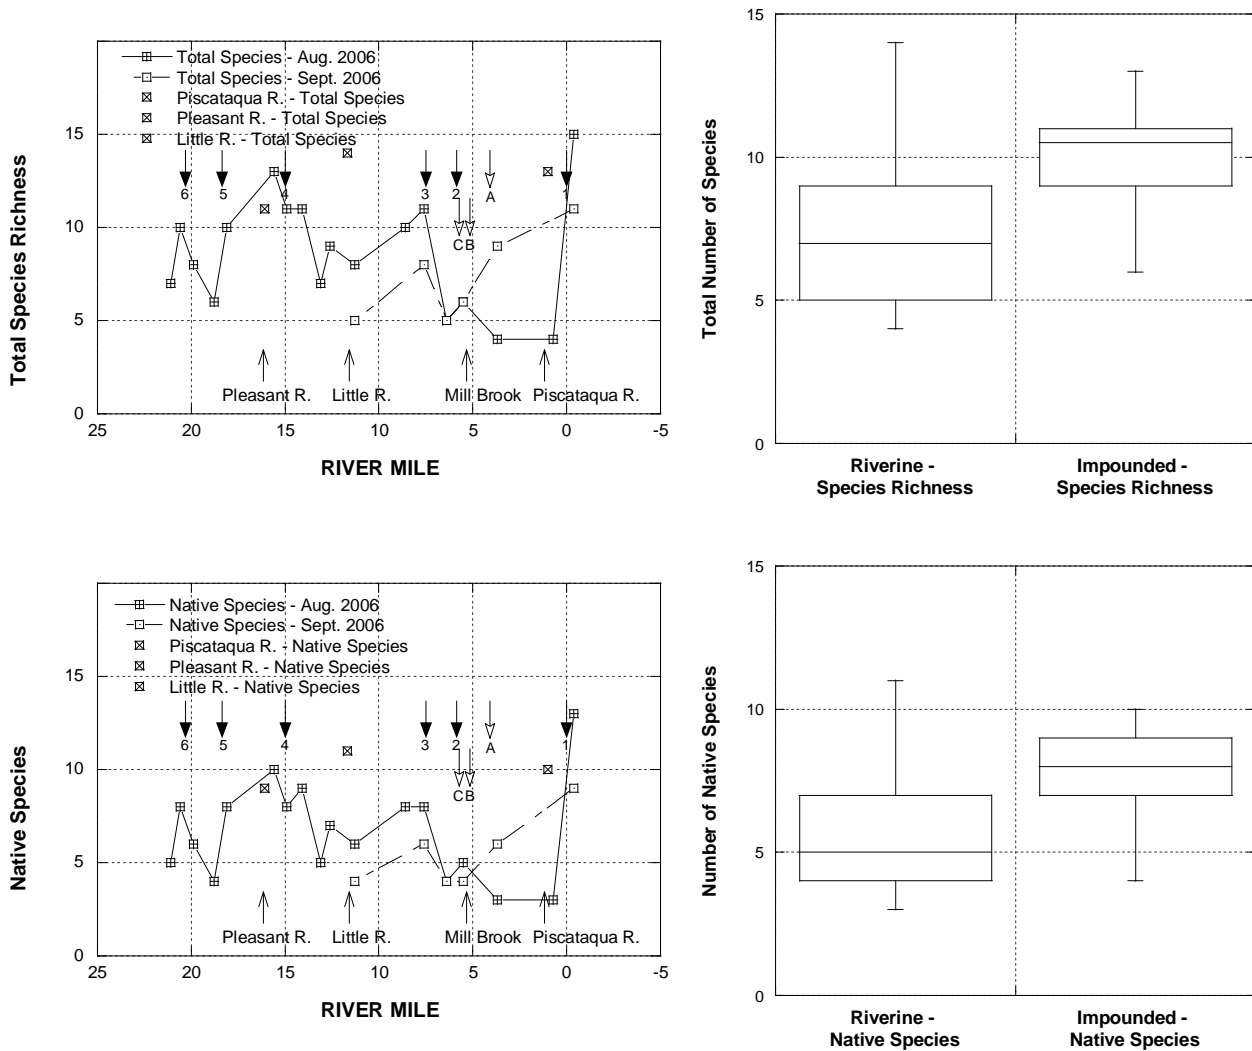 Total Species - Aug. 2006
Total Species - Sept. 2006
Piscataqua R. - Total Species
Pleasant R. - Total Species
Little R. - Total Species
Total Species Richness
15
10
5
0
6
5
4
3
2
A
1
C
B
Pleasant R.
Little R.
Mill Brook
Piscataqua R.
25
20
15
10
5
0
-5
RIVER MILE
Total Number of Species
15
10
5
0
Riverine -
Species Richness
Impounded -
Species Richness
Native Species - Aug. 2006
Native Species - Sept. 2006
Piscataqua R. - Native Species
Pleasant R. - Native Species
Little R. - Native Species
Native Species
15
10
5
0
6
5
4
3
2
A
1
C
B
Pleasant R.
Little R.
Mill Brook
Piscataqua R.
25
20
15
10
5
0
-5
RIVER MILE
Number of Native Species
15
10
5
0
Riverine -
Native Species
Impounded -
Native Species